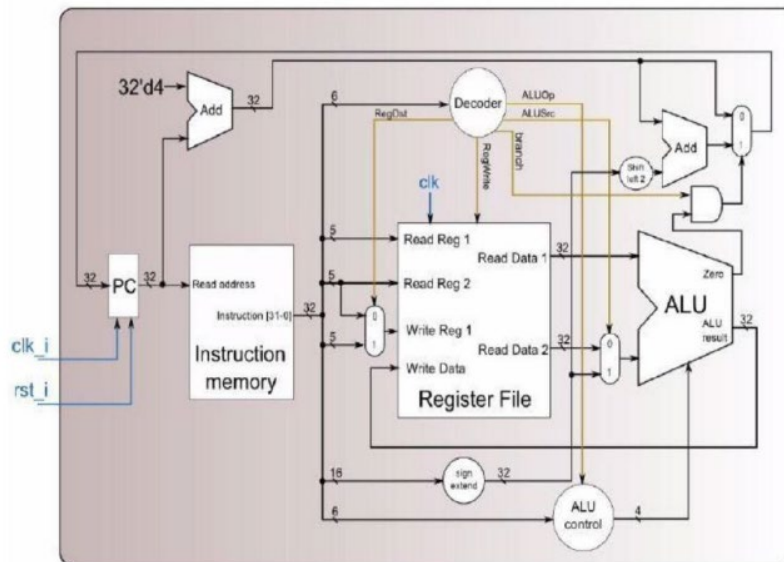 32'd4
Add
32
6
Decoder
ALUOp
ALUSrc
RegDst
RegWrite
branch
Add
0
1
Shift
left 2
clk
5
Read Reg 1
Read Data 1
32
Zero
ALU
ALU
result
32
32
PC
32
Read address
Instruction [31-0]
32
Instruction
memory
5
Read Reg 2
0
1
5
Write Reg 1
Read Data 2
32
0
1
Write Data
Register File
clk_i
rst_i
16
sign
extend
32
6
ALU
control
4